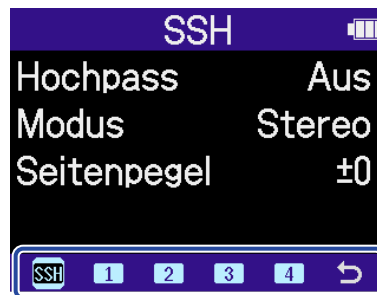 SSH
Hochpass Aus
Modus Stereo
Seitenpegel ±0
SSH 1 2 3 4